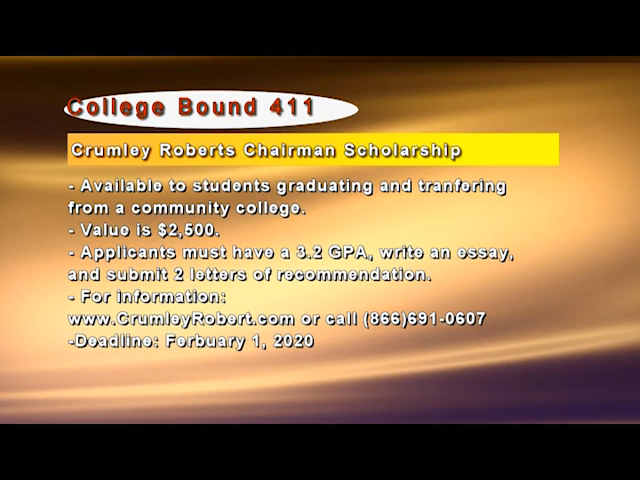 College Bound 411
Crumley Roberts Chairman Scholarship
- Available to students graduating and tranfering
from a community college.
- Value is $2,500.
- Applicants must have a 3.2 GPA, write an essay,
and submit 2 letters of recommendation.
- For information:
www.CrumleyRobert.com or call (866)691-0607
-Deadline: Ferbuary 1, 2020